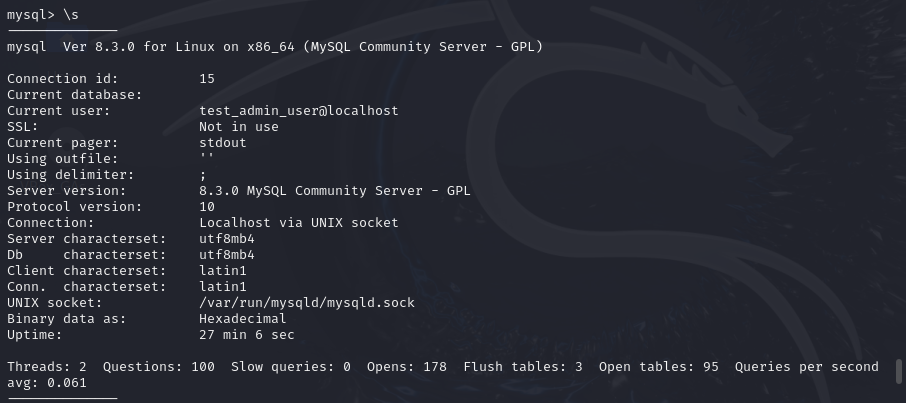 mysql> \s
--------------
mysql  Ver 8.3.0 for Linux on x86_64 (MySQL Community Server - GPL)
Connection id:          15
Current database:
Current user:           test_admin_user@localhost
SSL:                    Not in use
Current pager:          stdout
Using outfile:          ''
Using delimiter:        ;
Server version:         8.3.0 MySQL Community Server - GPL
Protocol version:       10
Connection:             Localhost via UNIX socket
Server characterset:    utf8mb4
Db     characterset:    utf8mb4
Client characterset:    latin1
Conn.  characterset:    latin1
UNIX socket:            /var/run/mysqld/mysqld.sock
Binary data as:         Hexadecimal
Uptime:                 27 min 6 sec
Threads: 2  Questions: 100  Slow queries: 0  Opens: 178  Flush tables: 3  Open tables: 95  Queries per second
avg: 0.061
--------------